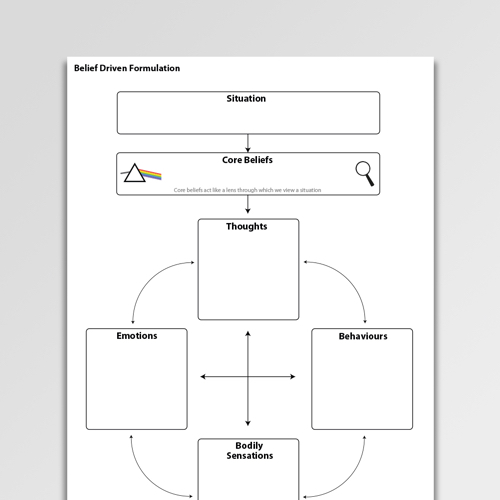 Belief Driven Formulation
Situation
Core Beliefs
Core beliefs act like a lens through which we view a situation
Thoughts
Emotions
Behaviours
Bodily
Sensations